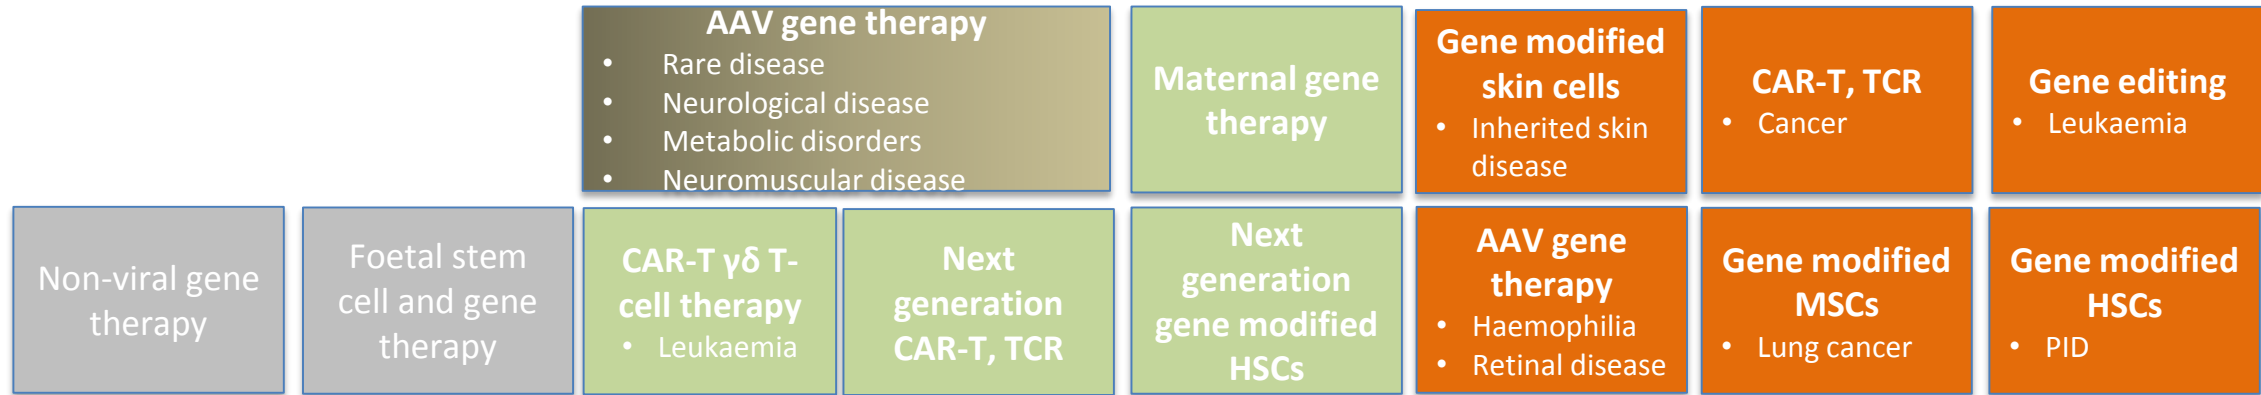 AAV gene therapy
• Rare disease
• Neurological disease
• Metabolic disorders
• Neuromuscular disease
Maternal gene
therapy
Gene modified
skin cells
• Inherited skin
disease
CAR-T, TCR
• Cancer
Gene editing
• Leukaemia
Non-viral gene
therapy
Foetal stem
cell and gene
therapy
CAR-T γδ T-
cell therapy
• Leukaemia
Next
generation
CAR-T, TCR
Next
generation
gene modified
HSCs
AAV gene
therapy
• Haemophilia
• Retinal disease
Gene modified
MSCs
• Lung cancer
Gene modified
HSCs
• PID